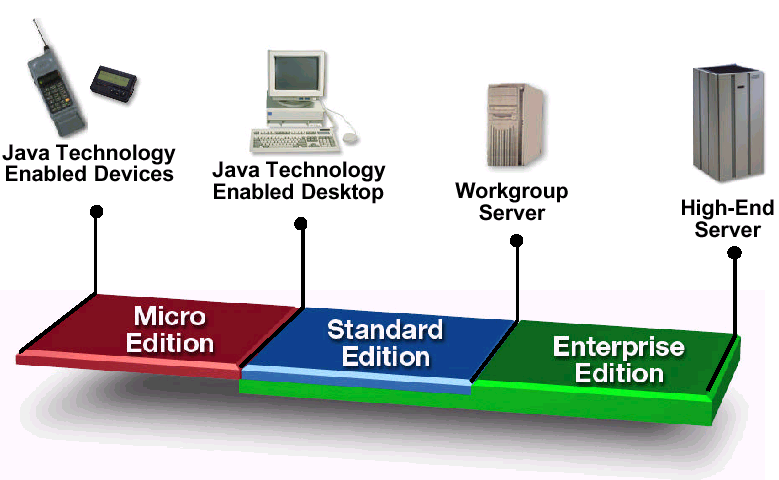 Java Technology
Enabled Devices
Java Technology
Enabled Desktop
Workgroup
Server
High-End
Server
Micro
Edition
Standard
Edition
Enterprise
Edition